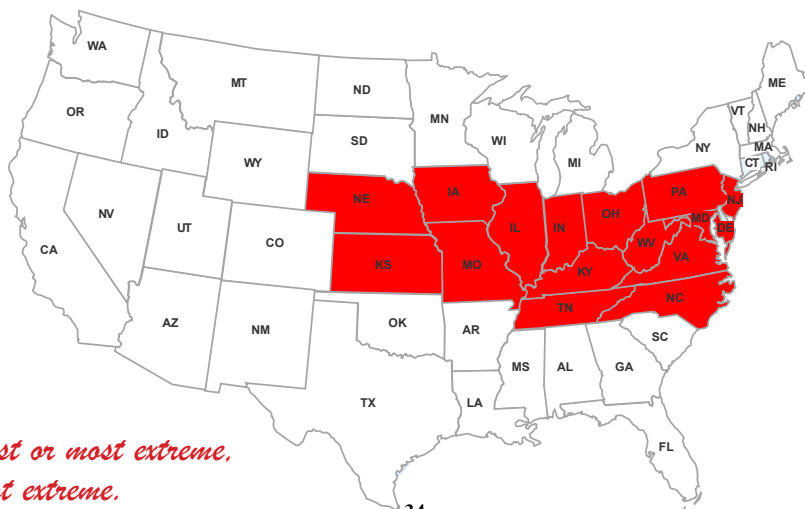 WA
MT
ND
MN
ME
OR
ID
SD
WI
MI
NY
VT
NH
MA
CT
RI
WY
NE
IA
PA
NJ
NV
UT
CO
IL
IN
OH
MD
DE
CA
KS
MO
KY
WV
VA
AZ
NM
OK
AR
TN
NC
SC
MS
AL
GA
TX
LA
FL
st or most extreme,
t extreme.
34